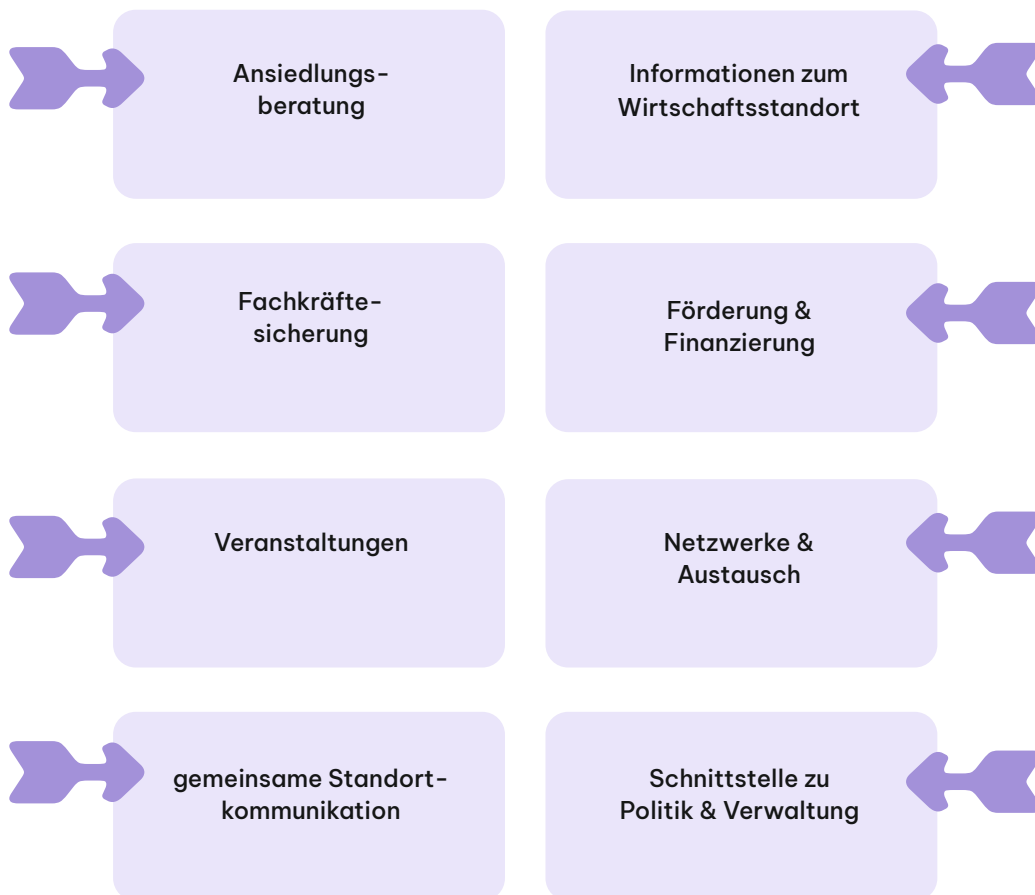 Ansiedlungs-
beratung
Informationen zum
Wirtschaftsstandort
Fachkräfte-
sicherung
Förderung &
Finanzierung
Veranstaltungen
Netzwerke &
Austausch
gemeinsame Standort-
kommunikation
Schnittstelle zu
Politik & Verwaltung